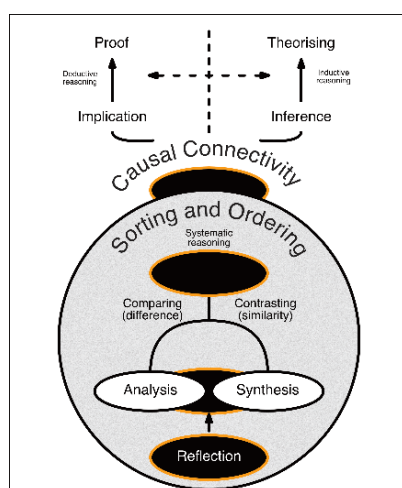 Proof
Theorising
Deductive
reasoning
Inductive
reasoning
Implication
Inference
Causal Connectivity
Sorting and Ordering
Systematic
reasoning
Comparing
(difference)
Contrasting
(similarity)
Analysis
Synthesis
Reflection